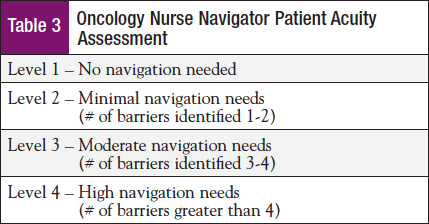 Table 3
Oncology Nurse Navigator Patient Acuity
Assessment
Level 1 – No navigation needed
Level 2 – Minimal navigation needs
(# of barriers identified 1-2)
Level 3 – Moderate navigation needs
(# of barriers identified 3-4)
Level 4 – High navigation needs
(# of barriers greater than 4)